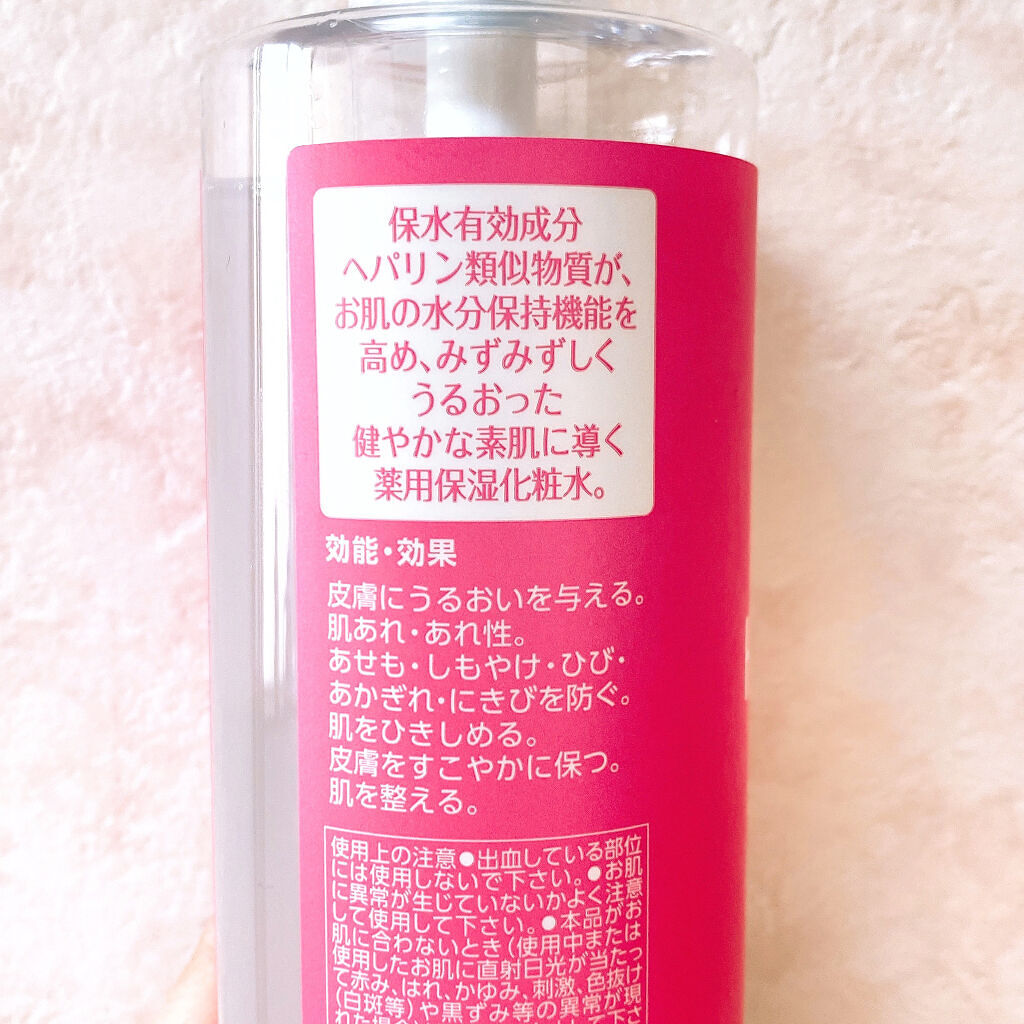 保水有効成分
ヘパリン類似物質が、
お肌の水分保持機能を
高め、みずみずしく
うるおった
健やかな素肌に導く
薬用保湿化粧水。
効能・効果
皮膚にうるおいを与える。
肌あれ・あれ性。
あせも・しもやけ・ひび・
あかぎれ・にきびを防ぐ。
肌をひきしめる。
皮膚をすこやかに保つ。
肌を整える。
使用上の注意●出血している部位
には使用しないで下さい。●お肌
に異常が生じていないかよく注意
して使用して下さい。●本品がお
肌に合わないとき（使用中または
使用したお肌に直射日光が当たっ
て赤み、はれ、かゆみ、刺激、色抜け
（白斑等）や黒ずみ等の異常が現